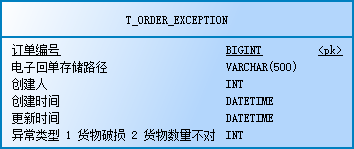 T_ORDER_EXCEPTION
订单编号 BIGINT <pk>
电子回单存储路径 VARCHAR(500)
创建人 INT
创建时间 DATETIME
更新时间 DATETIME
异常类型 1 货物破损 2 货物数量不对 INT